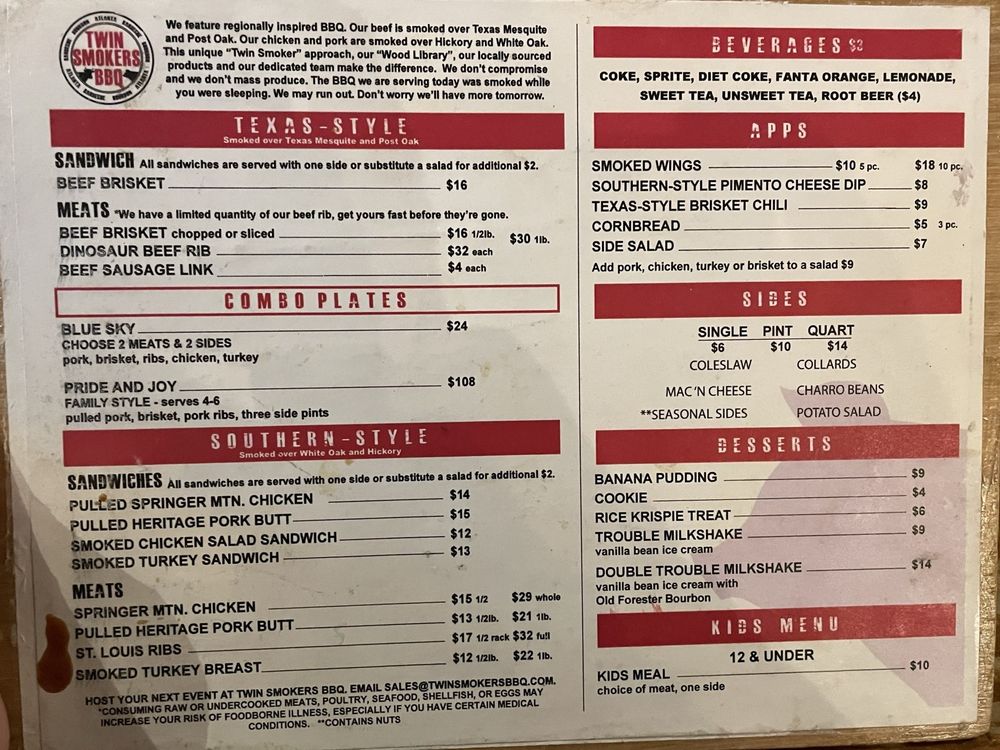 TWIN
SMOKERS
BBQ
We feature regionally inspired BBQ. Our beef is smoked over Texas Mesquite
and Post Oak. Our chicken and pork are smoked over Hickory and White Oak.
This unique "Twin Smoker" approach, our "Wood Library", our locally sourced
products and our dedicated team make the difference. We don't compromise
and we don't mass produce. The BBQ we are serving today was smoked while
you were sleeping. We may run out. Don't worry we'll have more tomorrow.
TEXAS-STYLE
Smoked over Texas Mesquite and Post Oak
SANDWICH All sandwiches are served with one side or substitute a salad for additional $2.
BEEF BRISKET $16
MEATS *We have a limited quantity of our beef rib, get yours fast before they're gone.
BEEF BRISKET chopped or sliced $16 1/2lb. $30 1lb.
DINOSAUR BEEF RIB $32 each
BEEF SAUSAGE LINK $4 each
COMBO PLATES
BLUE SKY $24
CHOOSE 2 MEATS & 2 SIDES
pork, brisket, ribs, chicken, turkey
PRIDE AND JOY $108
FAMILY STYLE - serves 4-6
pulled pork, brisket, pork ribs, three side pints
SOUTHERN-STYLE
Smoked over White Oak and Hickory
SANDWICHES All sandwiches are served with one side or substitute a salad for additional $2.
PULLED SPRINGER MTN. CHICKEN $14
PULLED HERITAGE PORK BUTT $15
SMOKED CHICKEN SALAD SANDWICH $12
SMOKED TURKEY SANDWICH $13
MEATS
SPRINGER MTN. CHICKEN $15 1/2 $29 whole
PULLED HERITAGE PORK BUTT $13 1/2lb. $21 1lb.
ST. LOUIS RIBS $17 1/2 rack $32 full
SMOKED TURKEY BREAST $12 1/2lb. $22 1lb.
HOST YOUR NEXT EVENT AT TWIN SMOKERS BBQ. EMAIL SALES@TWINSMOKERSBBQ.COM.
*CONSUMING RAW OR UNDERCOOKED MEATS, POULTRY, SEAFOOD, SHELLFISH, OR EGGS MAY
INCREASE YOUR RISK OF FOODBORNE ILLNESS, ESPECIALLY IF YOU HAVE CERTAIN MEDICAL
CONDITIONS. **CONTAINS NUTS
BEVERAGES $3
COKE, SPRITE, DIET COKE, FANTA ORANGE, LEMONADE,
SWEET TEA, UNSWEET TEA, ROOT BEER ($4)
APPS
SMOKED WINGS $10 5 pc. $18 10 pc.
SOUTHERN-STYLE PIMENTO CHEESE DIP $8
TEXAS-STYLE BRISKET CHILI $9
CORNBREAD $5 3 pc.
SIDE SALAD $7
Add pork, chicken, turkey or brisket to a salad $9
SIDES
SINGLE PINT QUART
$6 $10 $14
COLESLAW COLLARDS
MAC 'N CHEESE CHARRO BEANS
**SEASONAL SIDES POTATO SALAD
DESSERTS
BANANA PUDDING $9
COOKIE $4
RICE KRISPIE TREAT $6
TROUBLE MILKSHAKE $9
vanilla bean ice cream
DOUBLE TROUBLE MILKSHAKE $14
vanilla bean ice cream with
Old Forester Bourbon
KIDS MENU
12 & UNDER
KIDS MEAL $10
choice of meat, one side